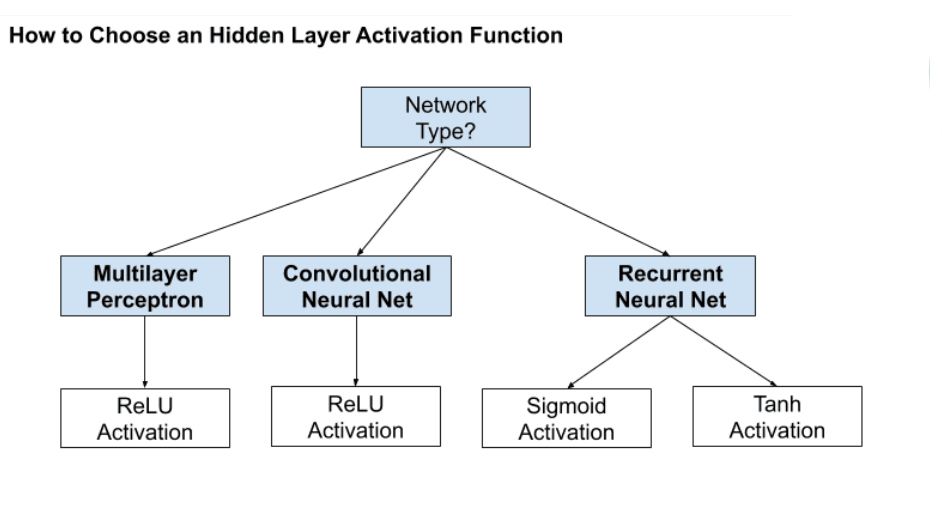 How to Choose an Hidden Layer Activation Function
Network
Type?
Multilayer
Perceptron
Convolutional
Neural Net
Recurrent
Neural Net
ReLU
Activation
ReLU
Activation
Sigmoid
Activation
Tanh
Activation